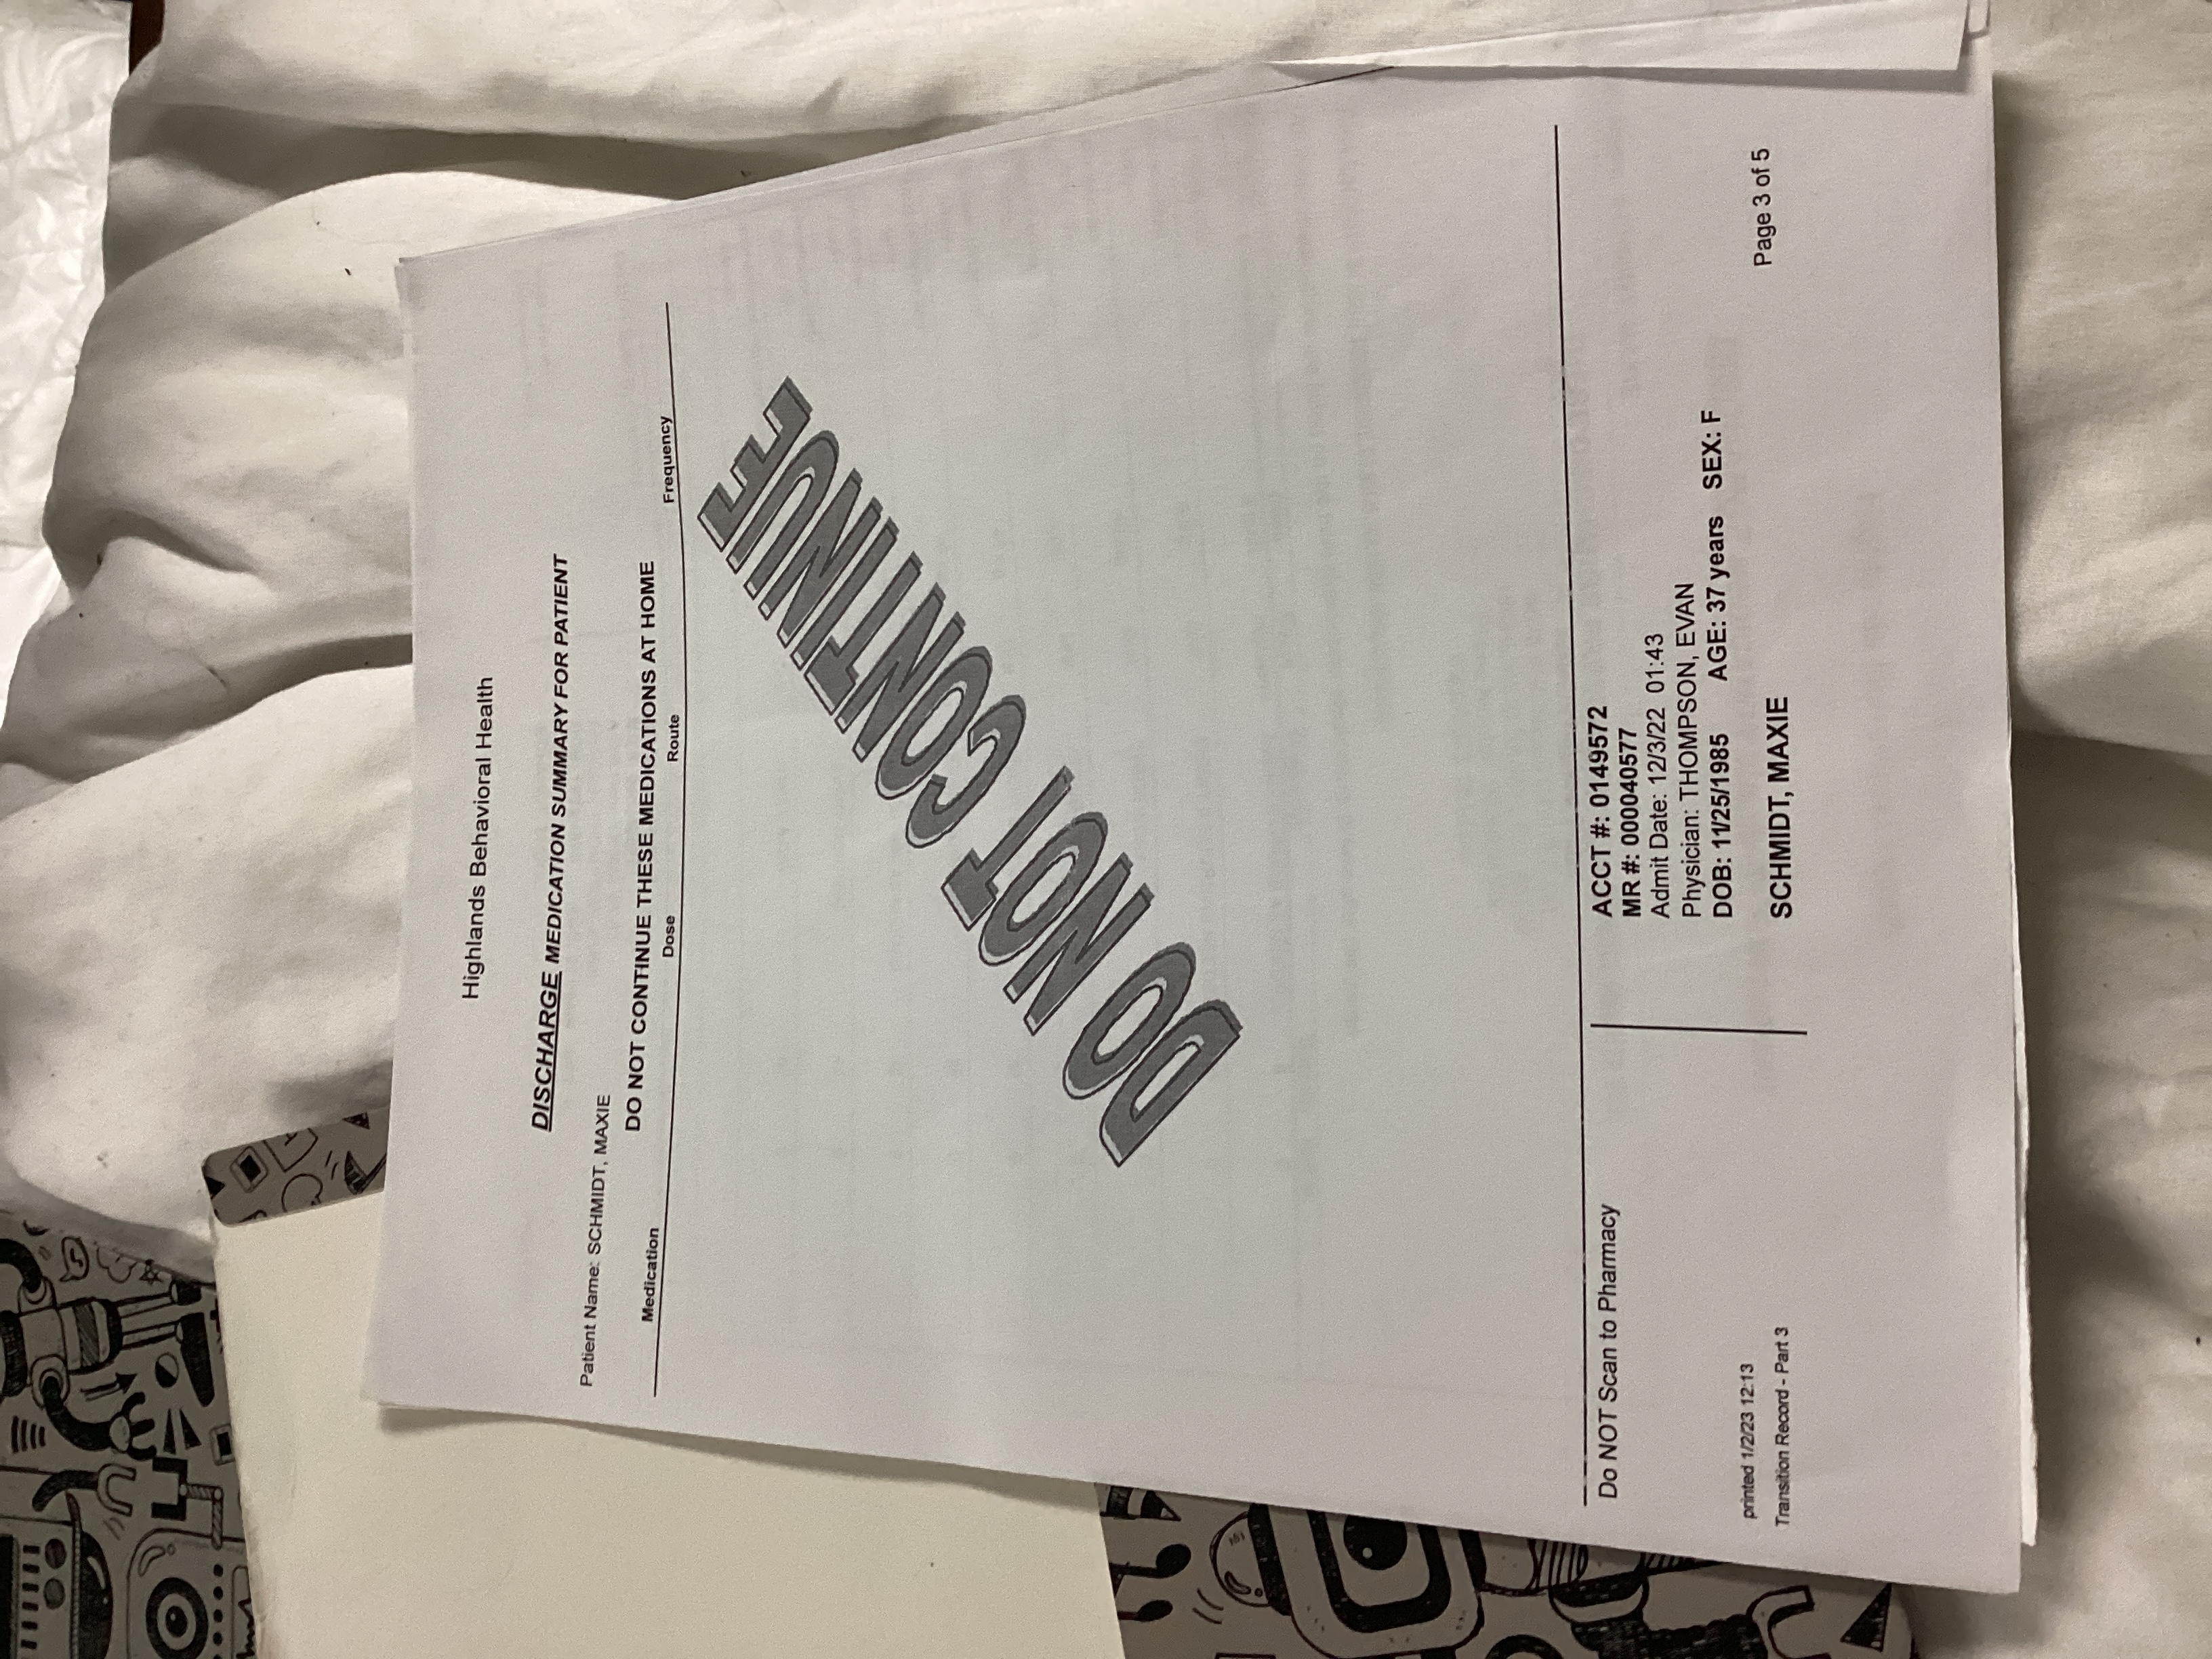 Highlands Behavioral Health
DISCHARGE MEDICATION SUMMARY FOR PATIENT
Patient Name: SCHMIDT, MAXIE
DO NOT CONTINUE THESE MEDICATIONS AT HOME
Medication Dose Route Frequency
DO NOT CONTINUE
Do NOT Scan to Pharmacy
printed 1/2/23 12:13
Transition Record - Part 3
ACCT #: 0149572
MR #: 000040577
Admit Date: 12/3/22 01:43
Physician: THOMPSON, EVAN
DOB: 11/25/1985 AGE: 37 years SEX: F
SCHMIDT, MAXIE
Page 3 of 5